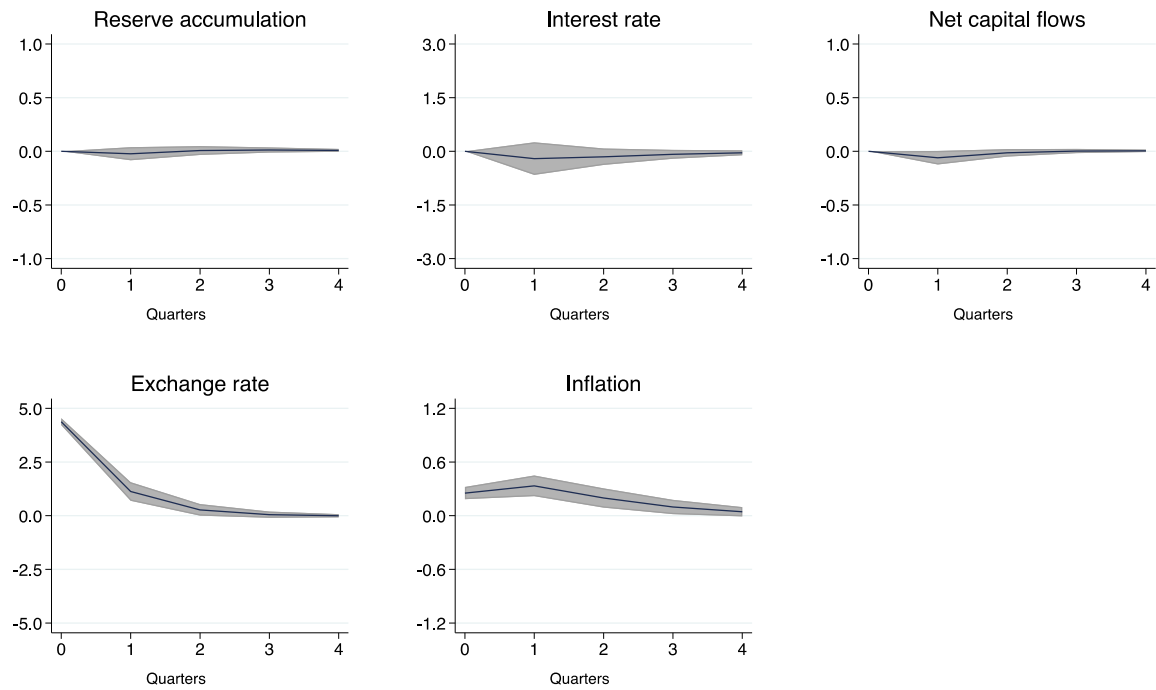 Reserve accumulation
1.0
0.5
0.0
-0.5
-1.0
0 1 2 3 4
Quarters
Interest rate
3.0
1.5
0.0
-1.5
-3.0
0 1 2 3 4
Quarters
Net capital flows
1.0
0.5
0.0
-0.5
-1.0
0 1 2 3 4
Quarters
Exchange rate
5.0
2.5
0.0
-2.5
-5.0
0 1 2 3 4
Quarters
Inflation
1.2
0.6
0.0
-0.6
-1.2
0 1 2 3 4
Quarters